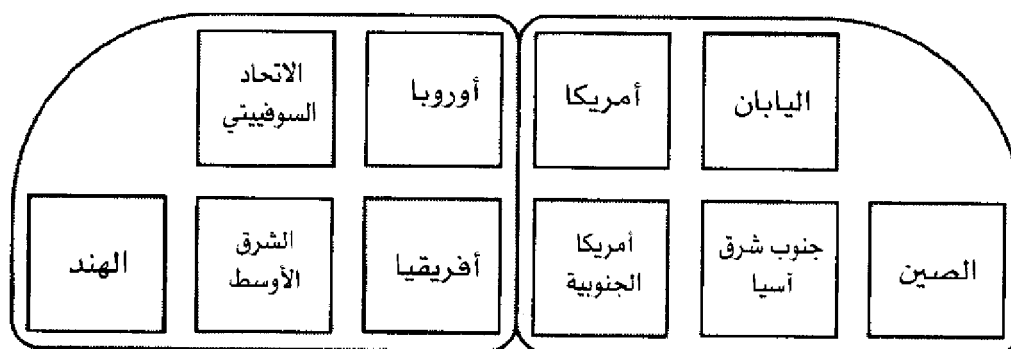 اليابان
أمريكا
أوروبا
الاتحاد
السوفييتي
الصين
جنوب شرق
آسيا
أمريكا
الجنوبية
أفريقيا
الشرق
الأوسط
الهند